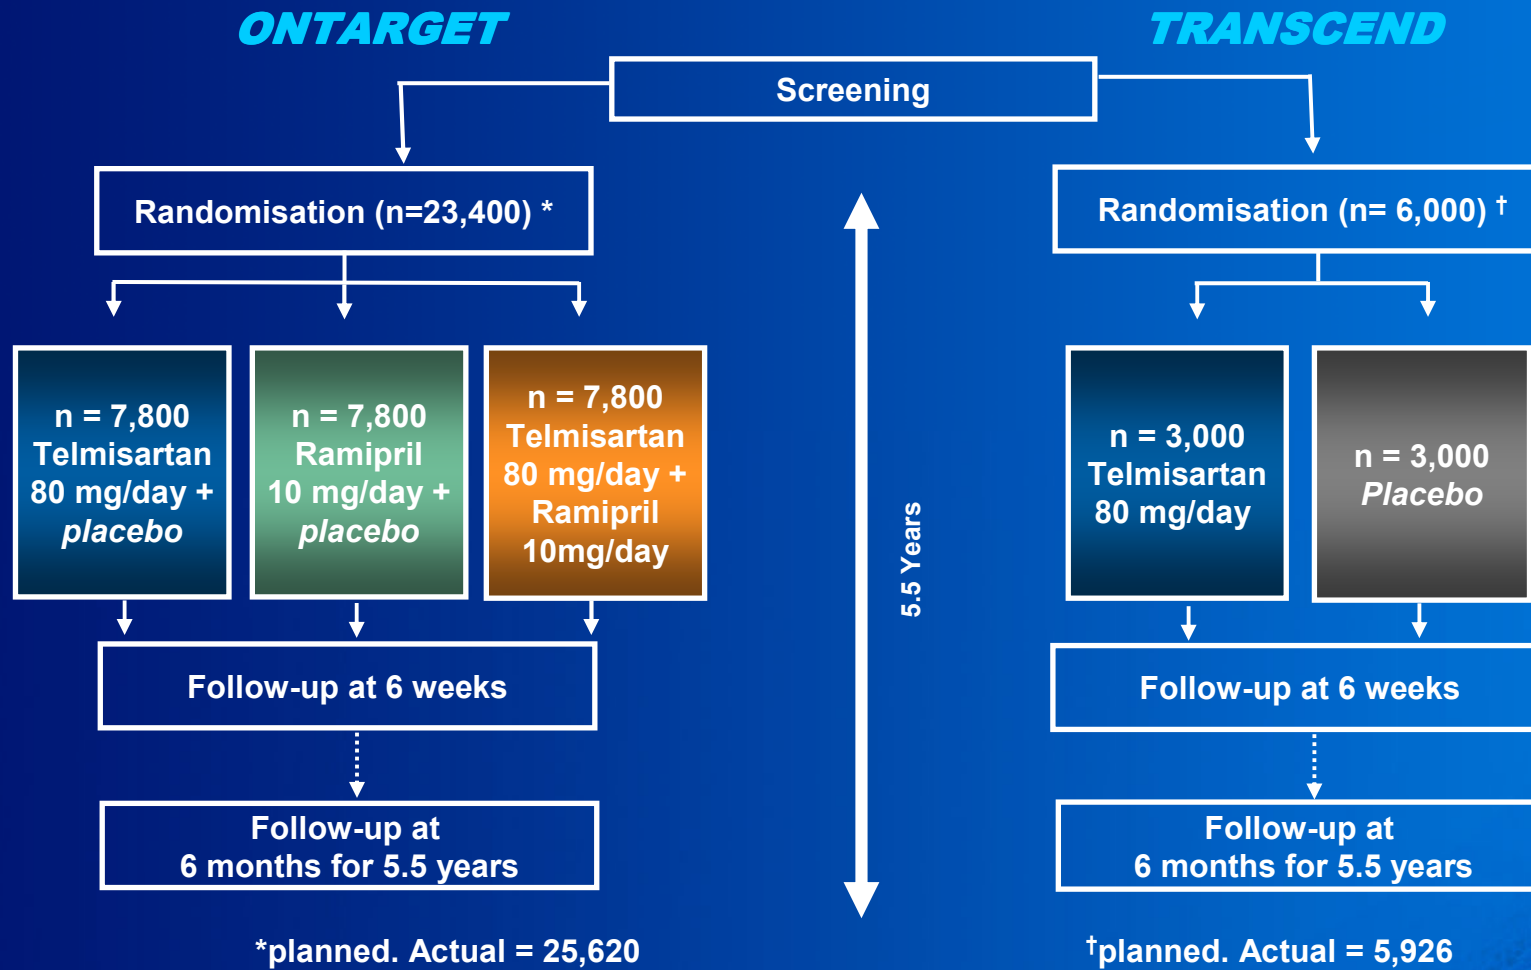 ONTARGET
TRANSCEND
Screening
Randomisation (n=23,400) *
Randomisation (n= 6,000) †
n = 7,800
Telmisartan
80 mg/day +
placebo
n = 7,800
Ramipril
10 mg/day +
placebo
n = 7,800
Telmisartan
80 mg/day +
Ramipril
10mg/day
5.5 Years
n = 3,000
Telmisartan
80 mg/day
n = 3,000
Placebo
Follow-up at 6 weeks
Follow-up at 6 weeks
Follow-up at
6 months for 5.5 years
Follow-up at
6 months for 5.5 years
*planned. Actual = 25,620
†planned. Actual = 5,926